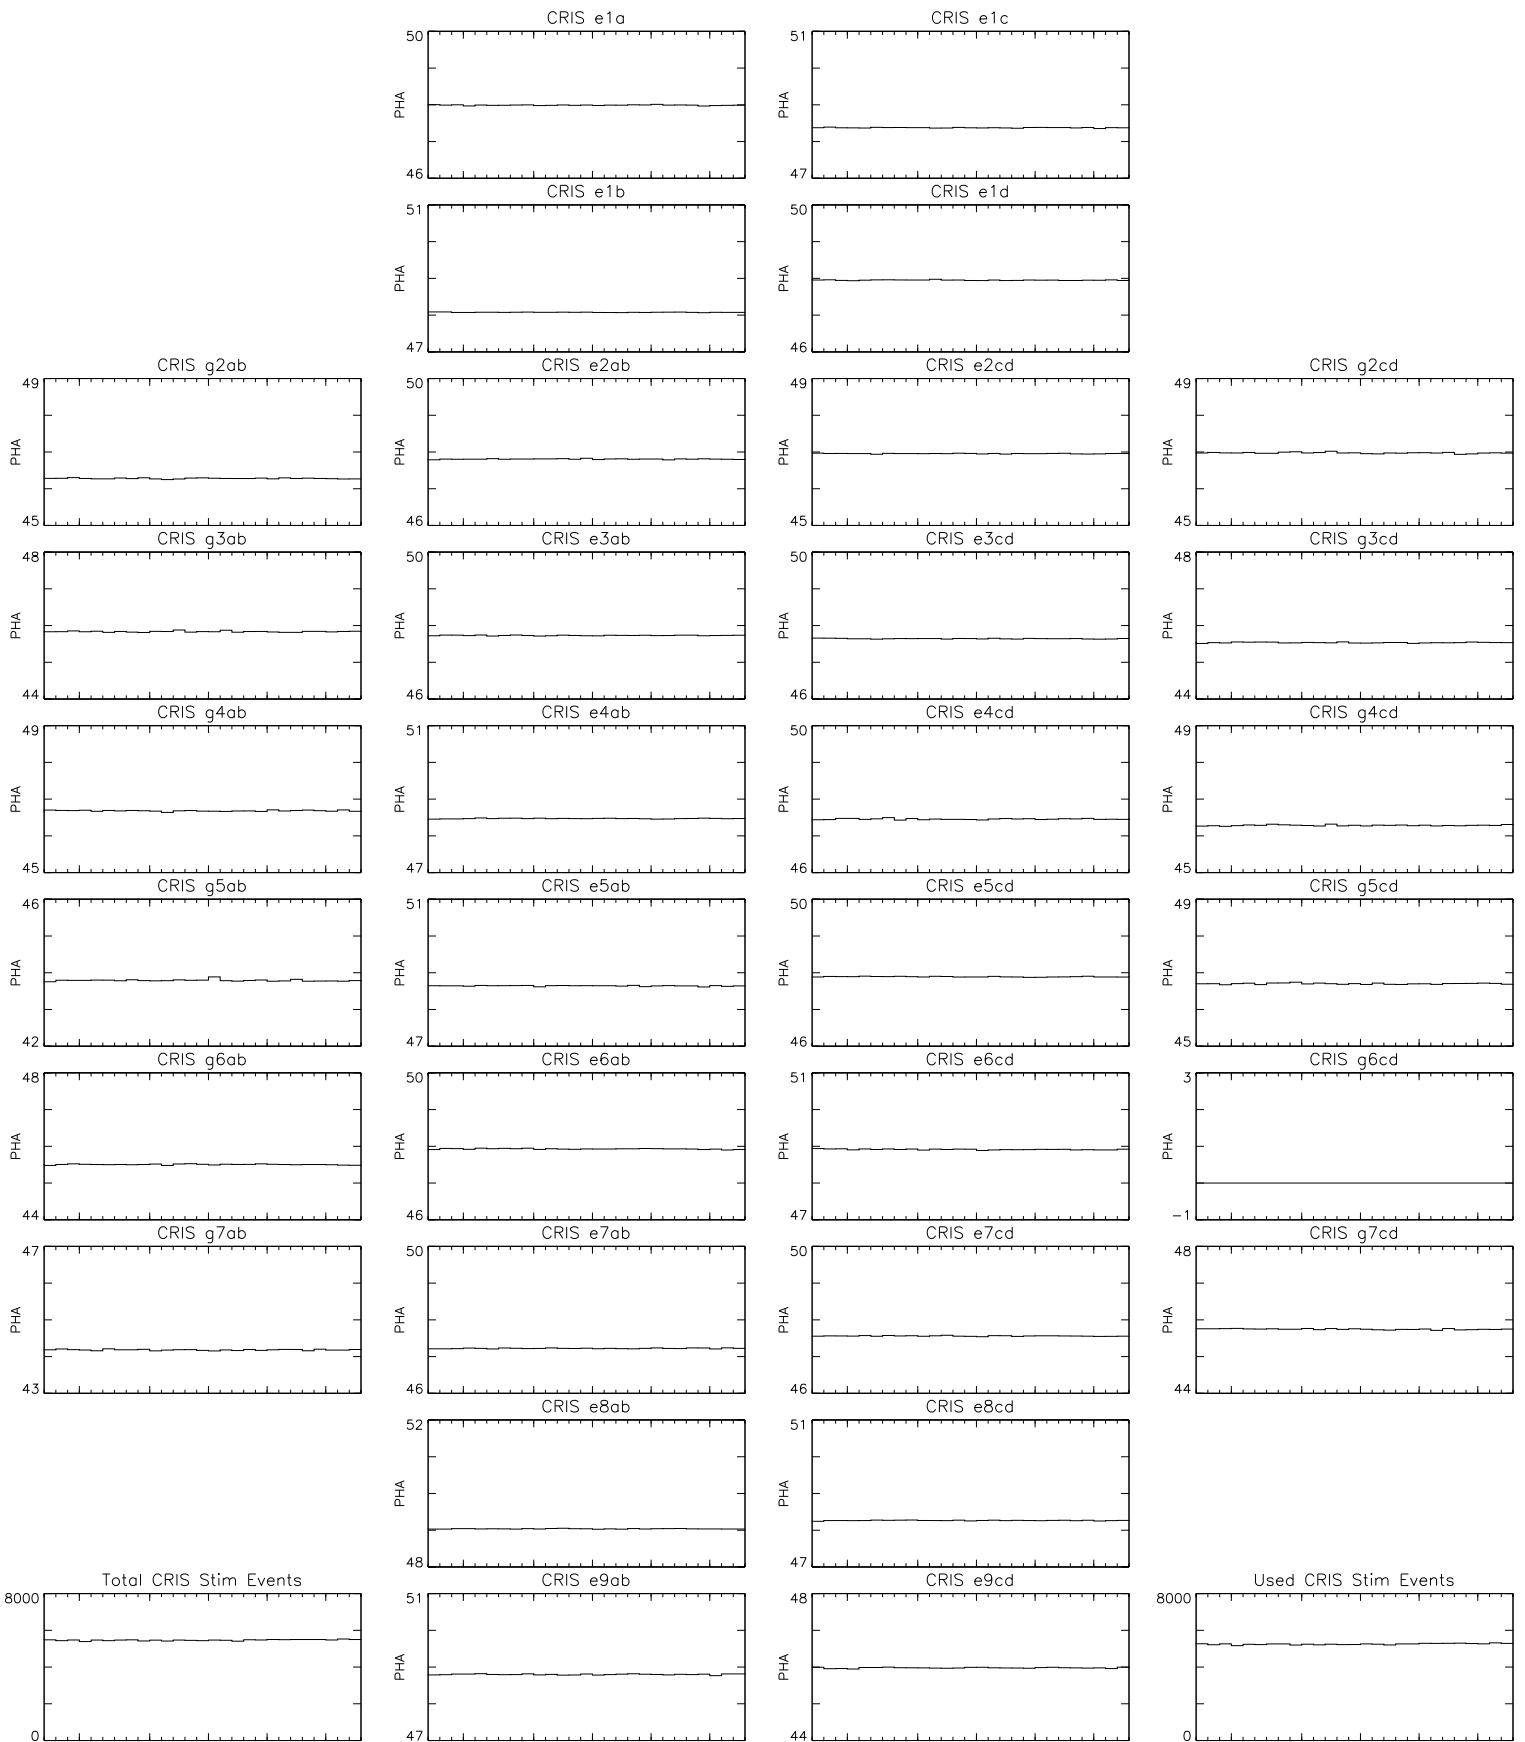 CRIS e1a
CRIS e1c
50
PHA
46
51
PHA
47
CRIS e1b
CRIS e1d
51
PHA
47
50
PHA
46
CRIS g2ab
CRIS e2ab
CRIS e2cd
CRIS g2cd
49
PHA
45
50
PHA
46
49
PHA
45
49
PHA
45
CRIS g3ab
CRIS e3ab
CRIS e3cd
CRIS g3cd
48
PHA
44
50
PHA
46
50
PHA
46
48
PHA
44
CRIS g4ab
CRIS e4ab
CRIS e4cd
CRIS g4cd
49
PHA
45
51
PHA
47
50
PHA
46
49
PHA
45
CRIS g5ab
CRIS e5ab
CRIS e5cd
CRIS g5cd
46
PHA
42
51
PHA
47
50
PHA
46
49
PHA
45
CRIS g6ab
CRIS e6ab
CRIS e6cd
CRIS g6cd
48
PHA
44
50
PHA
46
51
PHA
47
3
PHA
-1
CRIS g7ab
CRIS e7ab
CRIS e7cd
CRIS g7cd
47
PHA
43
50
PHA
46
50
PHA
46
48
PHA
44
CRIS e8ab
CRIS e8cd
52
PHA
48
51
PHA
47
Total CRIS Stim Events
CRIS e9ab
CRIS e9cd
Used CRIS Stim Events
8000
0
51
PHA
47
48
PHA
44
8000
0